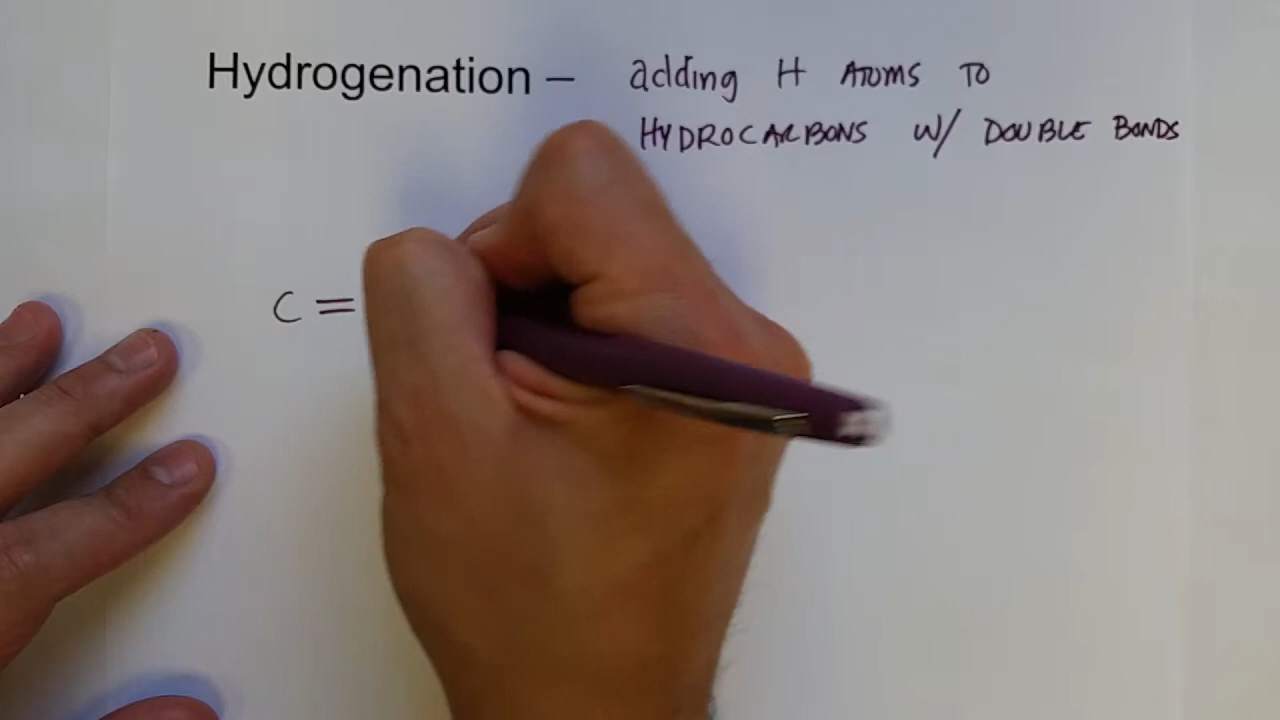 Hydrogenation – adding H ATOMS TO
HYDROCARBONS W/ DOUBLE BONDS
C =